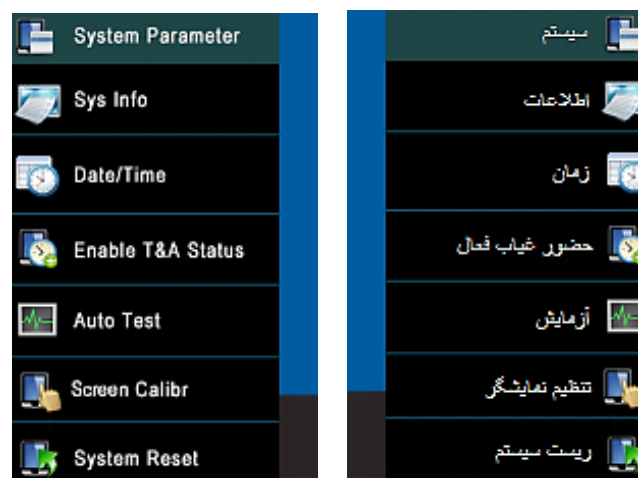 System Parameter
Sys Info
Date/Time
Enable T&A Status
Auto Test
Screen Calibr
System Reset
سیستم
اطلاعات
زمان
حضور غیاب فعال
آزمایش
تنظیم نمایشگر
ریست سیستم